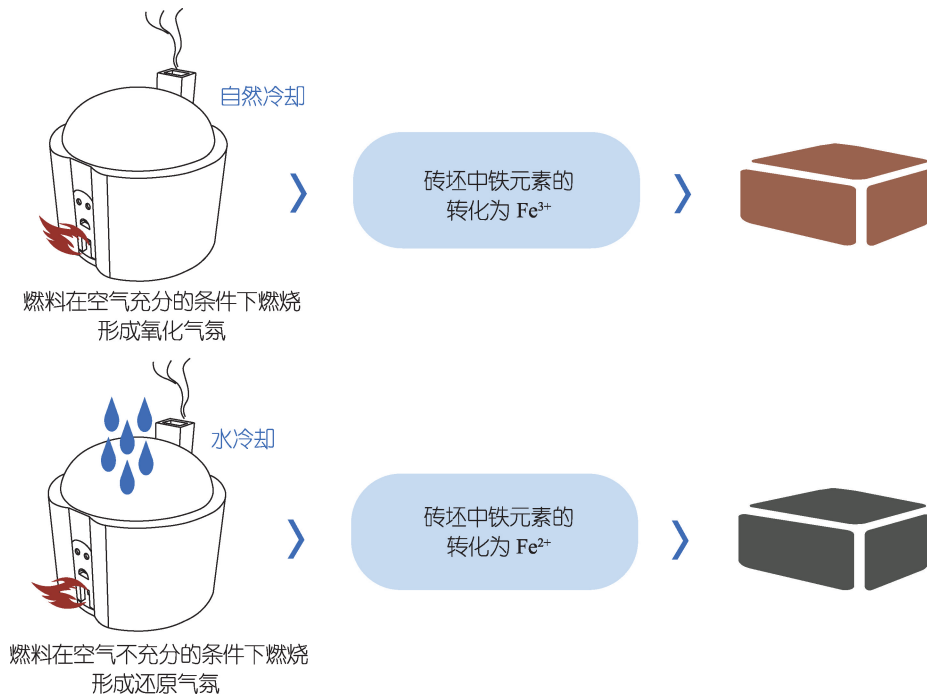 自然冷却
砖坯中铁元素的
转化为 Fe³⁺
燃料在空气充分的条件下燃烧
形成氧化气氛
水冷却
砖坯中铁元素的
转化为 Fe²⁺
燃料在空气不充分的条件下燃烧
形成还原气氛